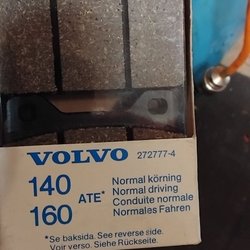 VOLVO 272777-4
140 Normal körning
ATE* Normal driving
160 Conduite normale
Normales Fahren
*Se baksida. See reverse side.
Voir verso. Siehe Rückseite.